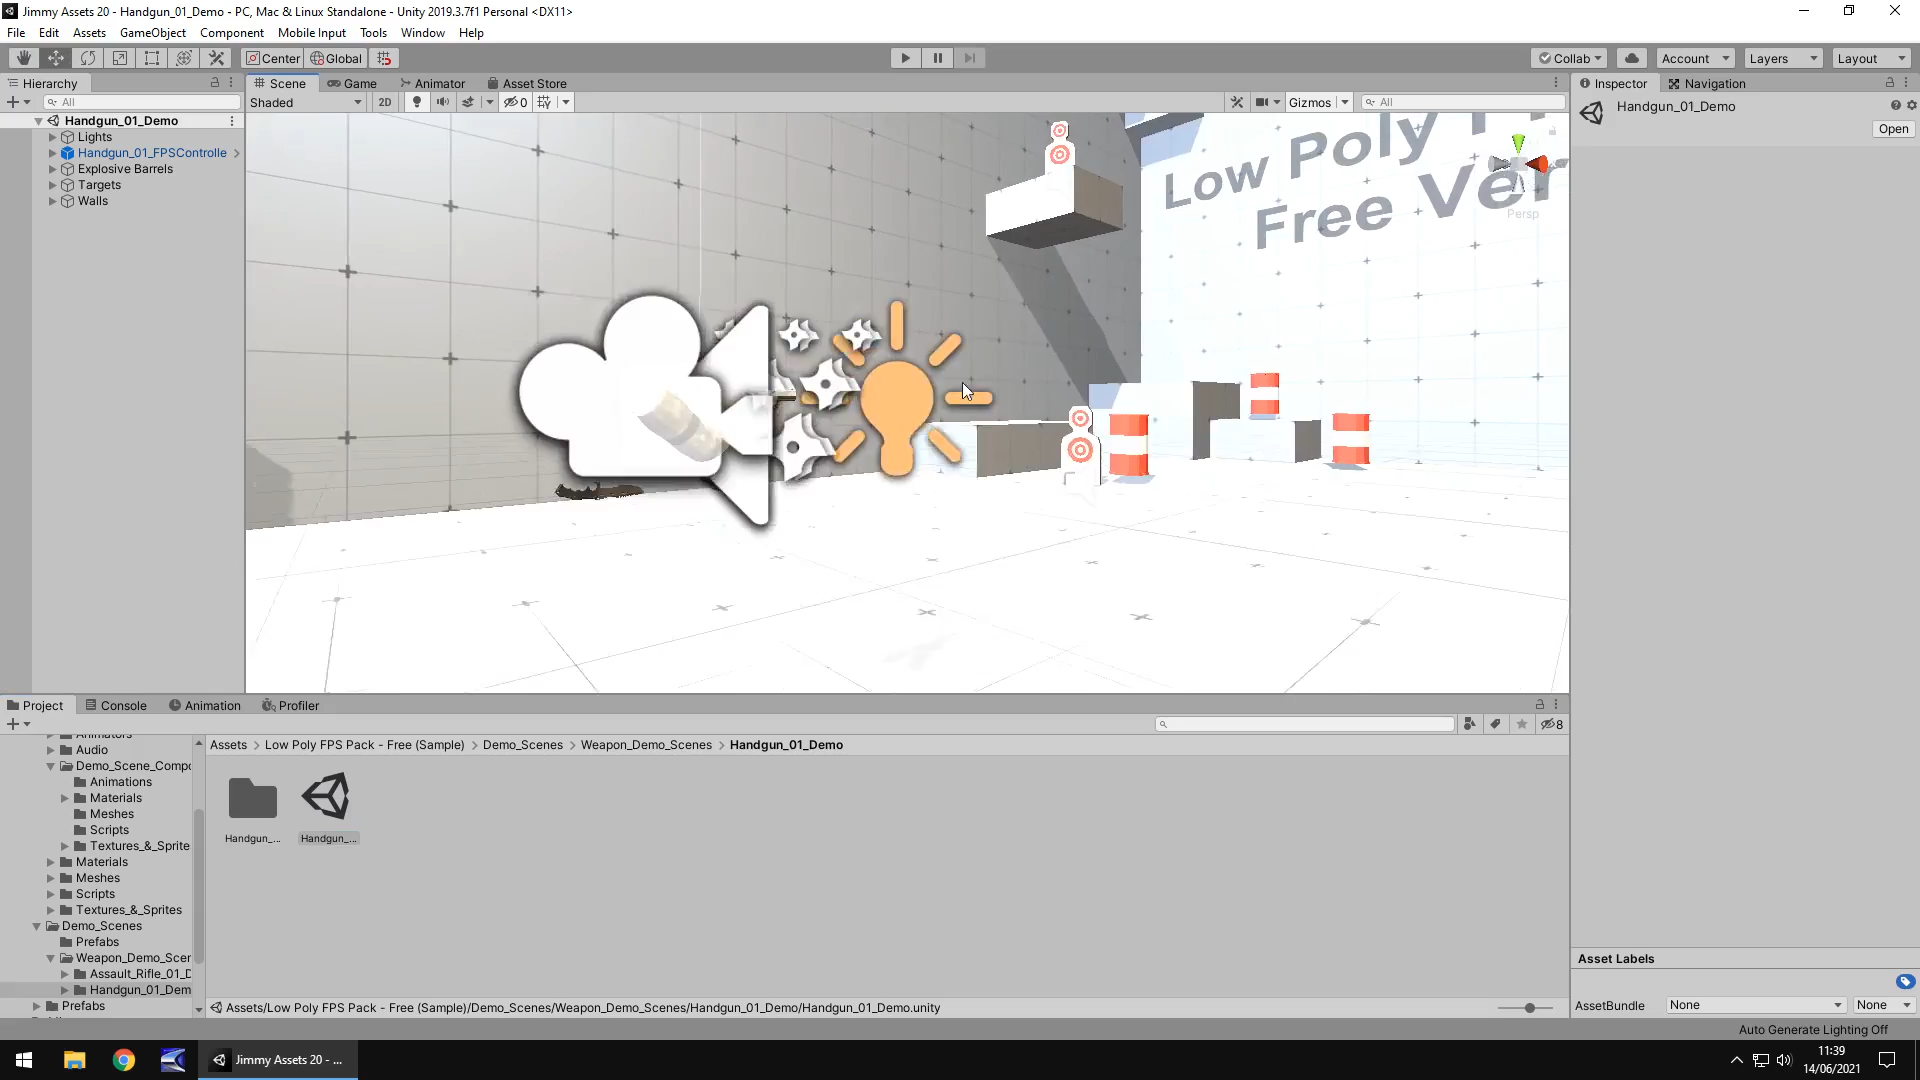 Jimmy Assets 20 - Handgun_01_Demo - PC, Mac & Linux Standalone - Unity 2019.3.7f1 Personal <DX11>
File Edit Assets GameObject Component Mobile Input Tools Window Help
Center Global Collab Account Layers Layout
Hierarchy
All
Handgun_01_Demo
Lights
Handgun_01_FPSControlle
Explosive Barrels
Targets
Walls
Scene Game Animator Asset Store
Shaded 2D 0 Gizmos All
Low Poly
Free Ver
Persp
Inspector Navigation
Handgun_01_Demo
Open
Project Console Animation Profiler
8
Animators
Audio
Demo_Scene_Compo
Animations
Materials
Meshes
Scripts
Textures_&_Sprite
Materials
Meshes
Scripts
Textures_&_Sprites
Demo_Scenes
Prefabs
Weapon_Demo_Scer
Assault_Rifle_01_D
Handgun_01_Dem
Prefabs
Assets > Low Poly FPS Pack - Free (Sample) > Demo_Scenes > Weapon_Demo_Scenes > Handgun_01_Demo
Handgun_... Handgun_...
Assets/Low Poly FPS Pack - Free (Sample)/Demo_Scenes/Weapon_Demo_Scenes/Handgun_01_Demo/Handgun_01_Demo.unity
Asset Labels
AssetBundle None None
Auto Generate Lighting Off
Jimmy Assets 20 - ...
11:39
14/06/2021